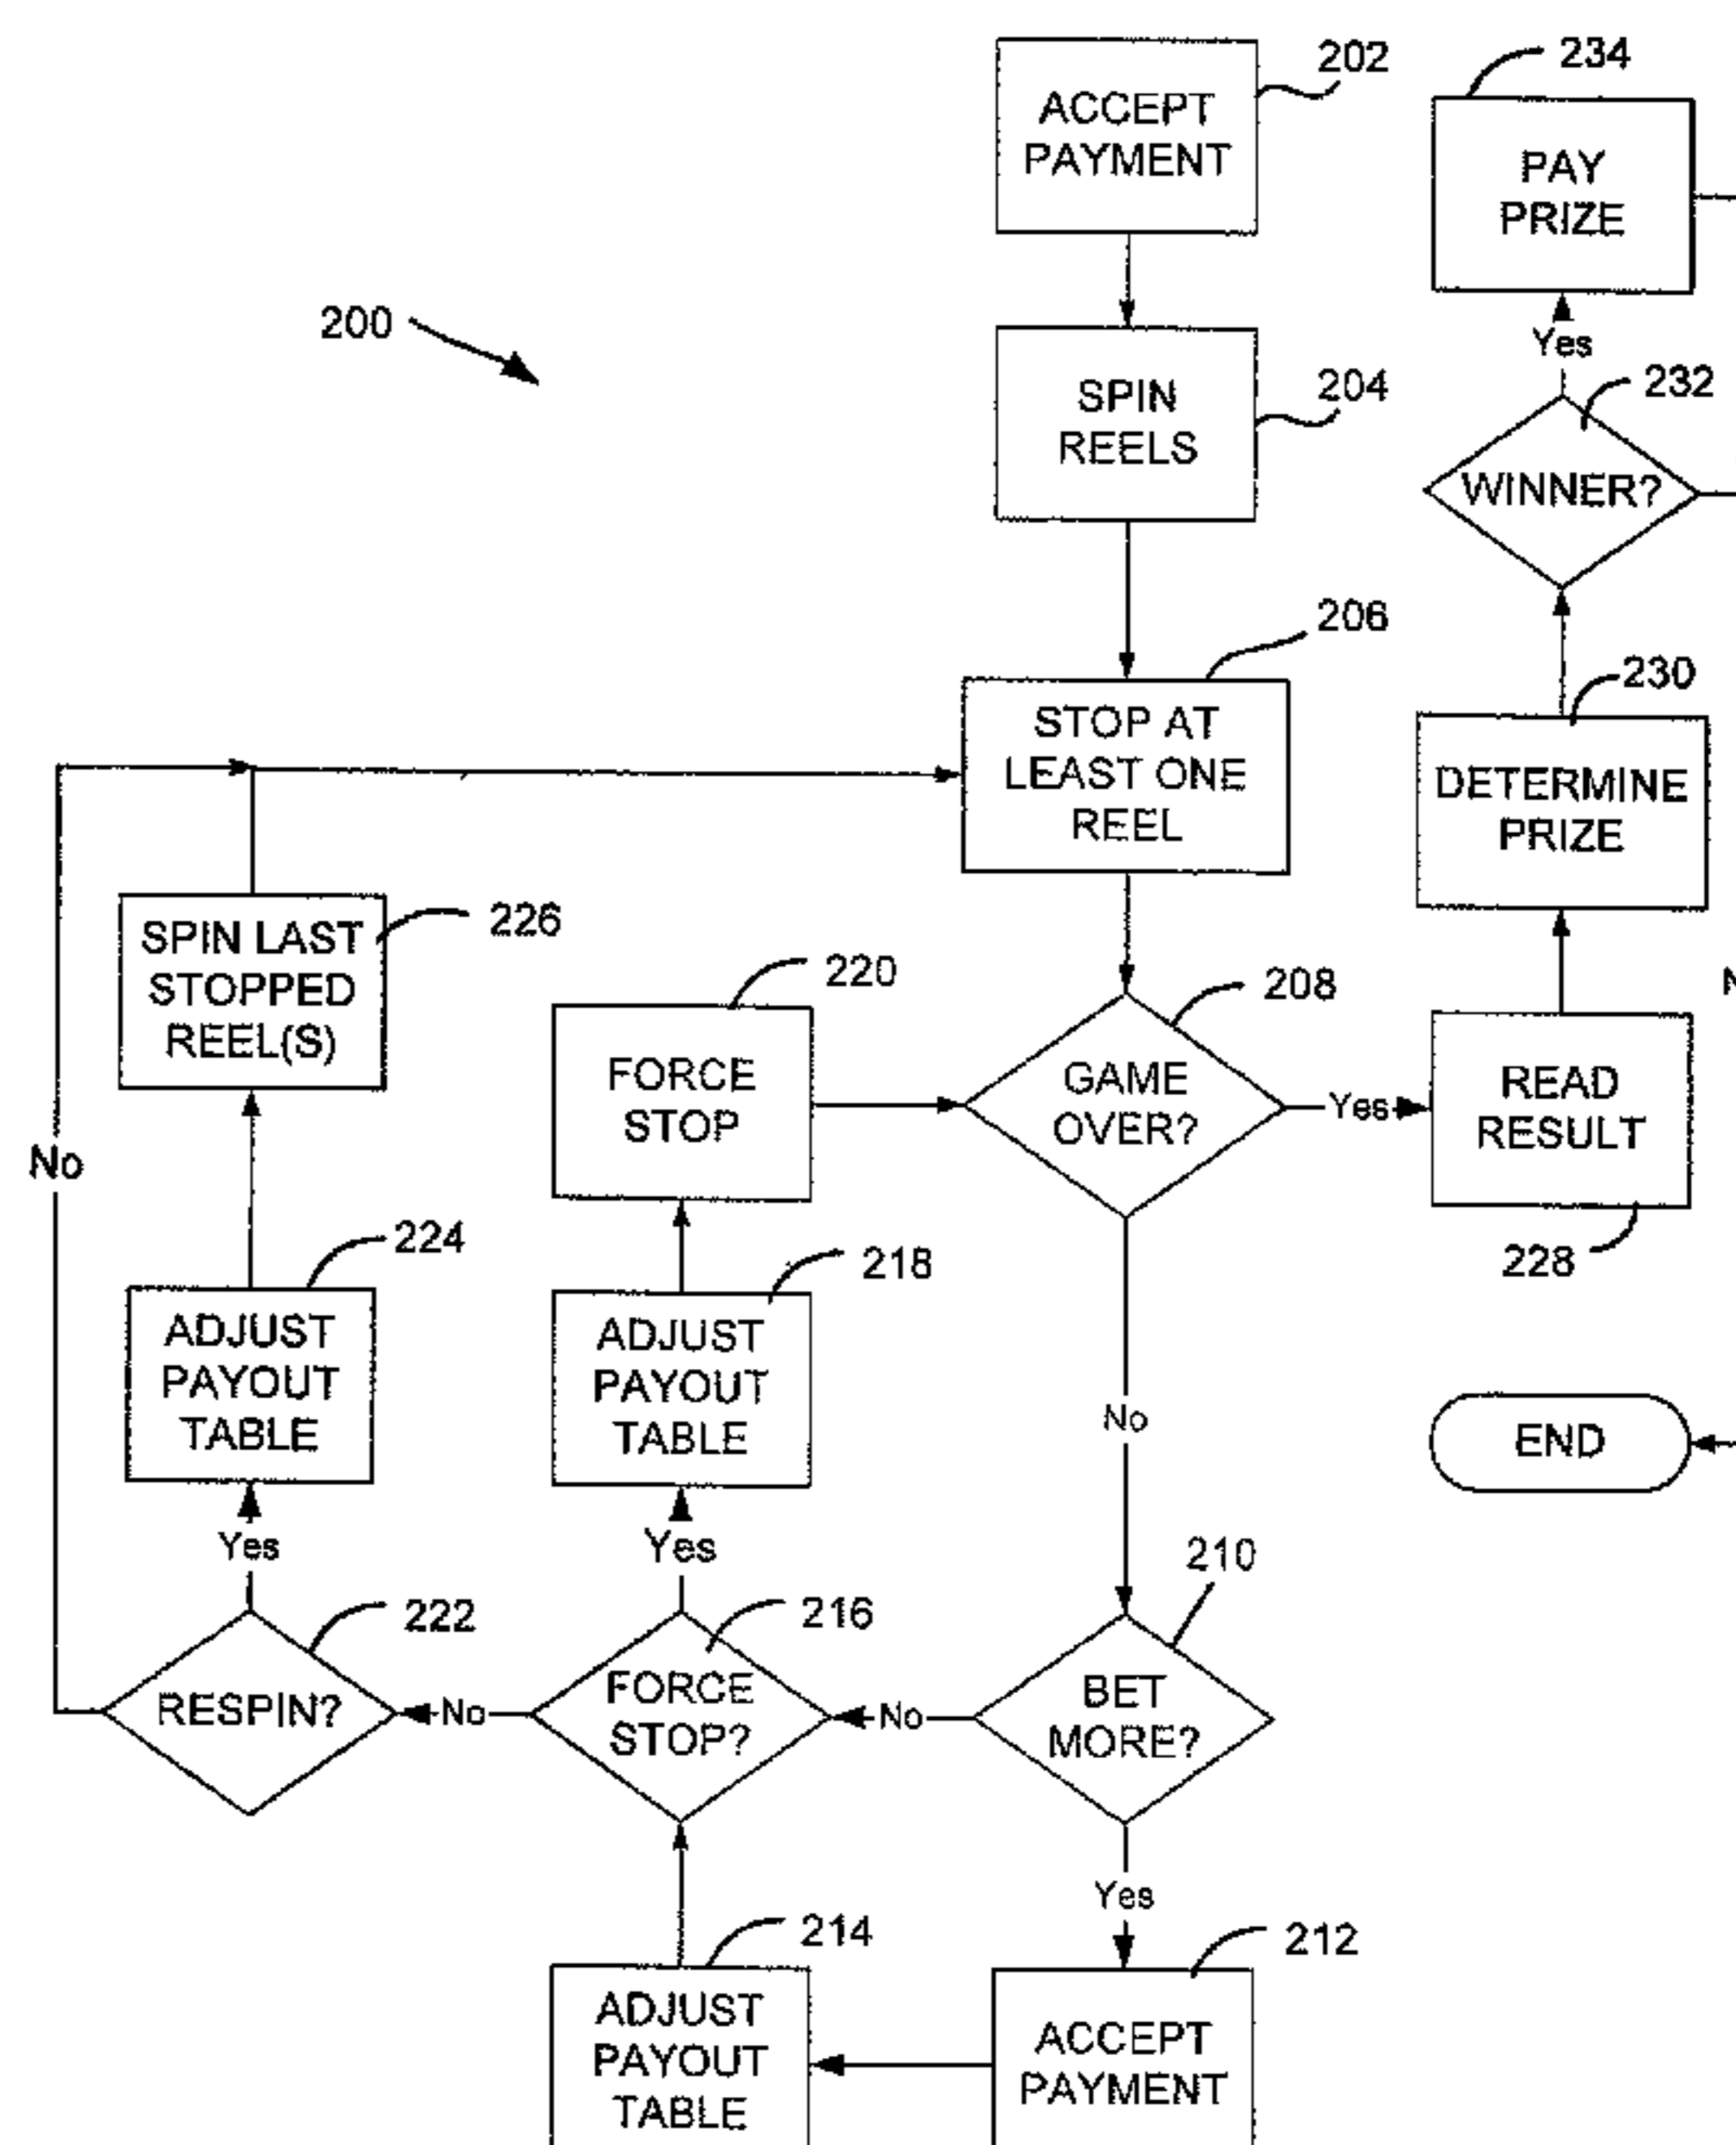 200
ACCEPT
PAYMENT
202
SPIN
REELS
204
STOP AT
LEAST ONE
REEL
206
GAME
OVER?
208
Yes
No
BET
MORE?
210
Yes
No
ACCEPT
PAYMENT
212
ADJUST
PAYOUT
TABLE
214
FORCE
STOP?
216
Yes
No
ADJUST
PAYOUT
TABLE
218
FORCE
STOP
220
RESPIN?
222
Yes
No
ADJUST
PAYOUT
TABLE
224
SPIN LAST
STOPPED
REEL(S)
226
READ
RESULT
228
DETERMINE
PRIZE
230
WINNER?
232
Yes
PAY
PRIZE
234
END